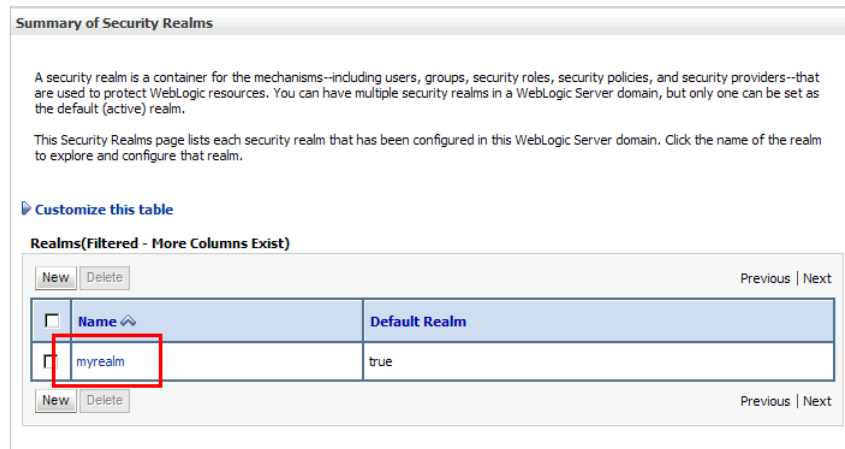 Summary of Security Realms
A security realm is a container for the mechanisms--including users, groups, security roles, security policies, and security providers--that
are used to protect WebLogic resources. You can have multiple security realms in a WebLogic Server domain, but only one can be set as
the default (active) realm.
This Security Realms page lists each security realm that has been configured in this WebLogic Server domain. Click the name of the realm
to explore and configure that realm.
Customize this table
Realms(Filtered - More Columns Exist)
New Delete Previous | Next
Name Default Realm
myrealm true
New Delete Previous | Next